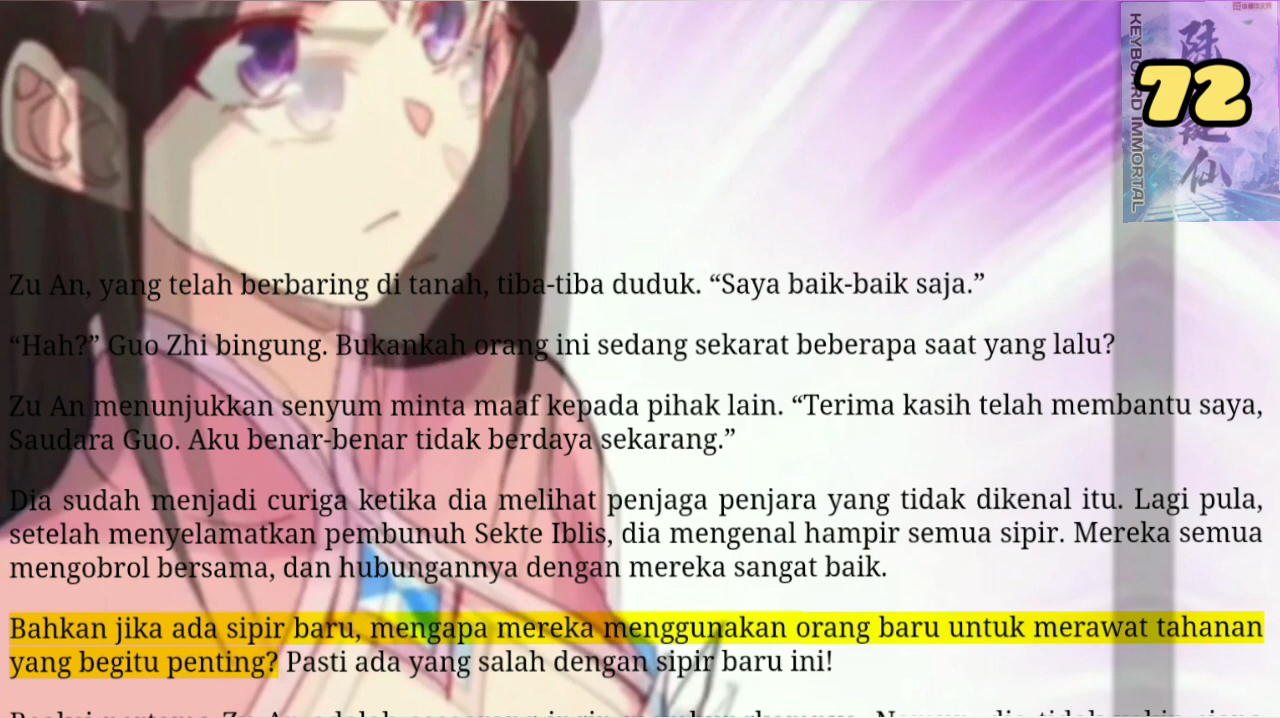 72
KEYBOARD IMMORTAL
仙
Zu An, yang telah berbaring di tanah, tiba-tiba duduk. “Saya baik-baik saja.”
“Hah?” Guo Zhi bingung. Bukankah orang ini sedang sekarat beberapa saat yang lalu?
Zu An menunjukkan senyum minta maaf kepada pihak lain. “Terima kasih telah membantu saya,
Saudara Guo. Aku benar-benar tidak berdaya sekarang.”
Dia sudah menjadi curiga ketika dia melihat penjaga penjara yang tidak dikenal itu. Lagi pula,
setelah menyelamatkan pembunuh Sekte Iblis, dia mengenal hampir semua sipir. Mereka semua
mengobrol bersama, dan hubungannya dengan mereka sangat baik.
Bahkan jika ada sipir baru, mengapa mereka menggunakan orang baru untuk merawat tahanan
yang begitu penting? Pasti ada yang salah dengan sipir baru ini!